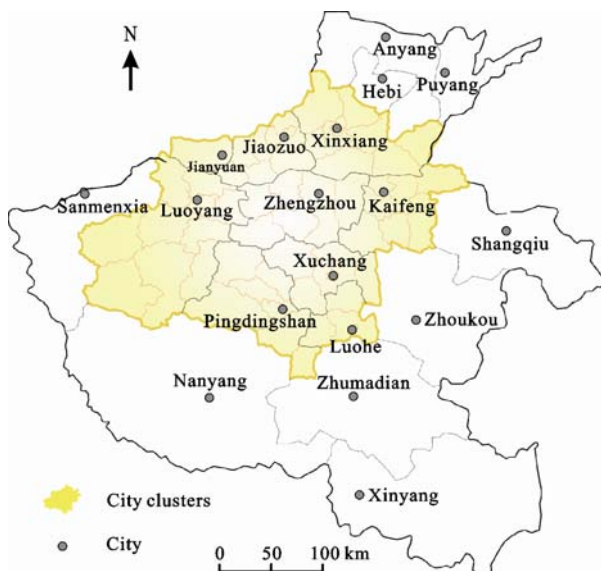 N
Anyang
Puyang
Hebi
Xinxiang
Jiaozuo
Jianyuan
Sanmenxia
Luoyang
Zhengzhou
Kaifeng
Shangqiu
Xuchang
Pingdingshan
Zhoukou
Luohe
Nanyang
Zhumadian
City clusters
Xinyang
City
0 50 100 km